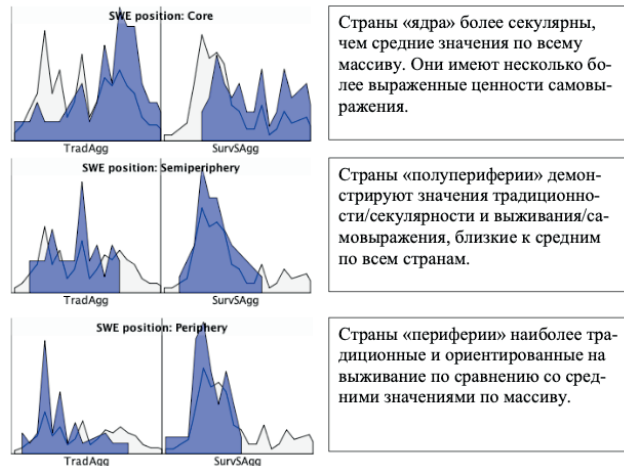 SWE position: Core
TradAgg
SurvSAgg
Страны «ядра» более секулярны,
чем средние значения по всему
массиву. Они имеют несколько бо-
лее выраженные ценности самовы-
ражения.
SWE position: Semiperiphery
TradAgg
SurvSAgg
Страны «полупериферии» демон-
стрируют значения традиционно-
сти/секулярности и выживания/са-
мовыражения, близкие к средним
по всем странам.
SWE position: Periphery
TradAgg
SurvSAgg
Страны «периферии» наиболее тра-
диционные и ориентированные на
выживание по сравнению со сред-
ними значениями по массиву.